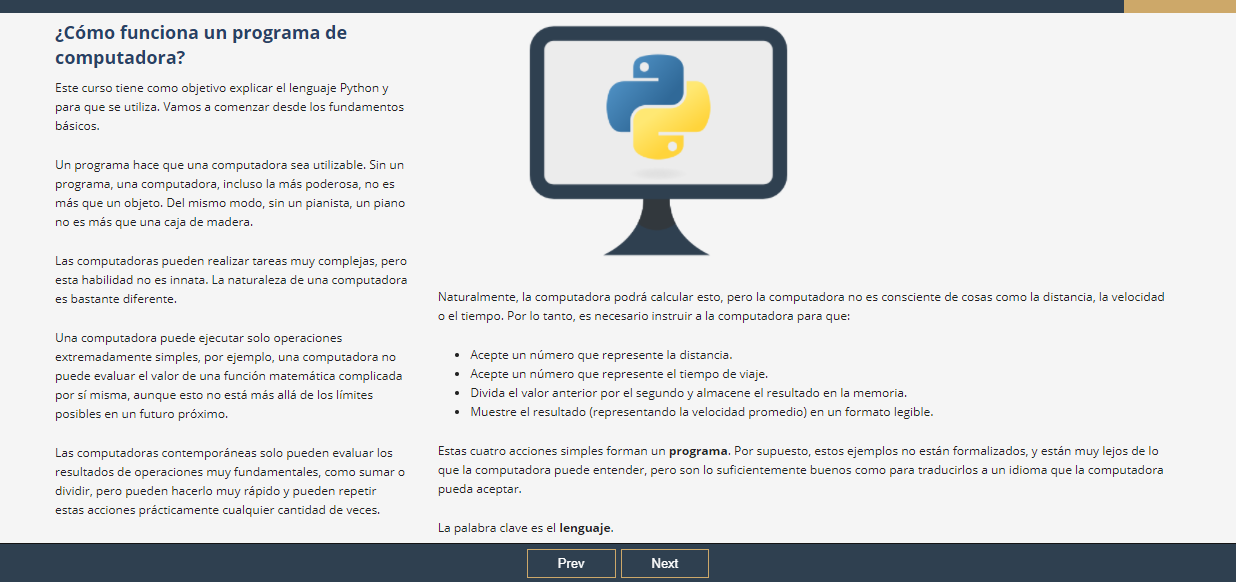 ¿Cómo funciona un programa de
computadora?
Este curso tiene como objetivo explicar el lenguaje Python y
para que se utiliza. Vamos a comenzar desde los fundamentos
básicos.
Un programa hace que una computadora sea utilizable. Sin un
programa, una computadora, incluso la más poderosa, no es
más que un objeto. Del mismo modo, sin un pianista, un piano
no es más que una caja de madera.
Las computadoras pueden realizar tareas muy complejas, pero
esta habilidad no es innata. La naturaleza de una computadora
es bastante diferente.
Una computadora puede ejecutar solo operaciones
extremadamente simples, por ejemplo, una computadora no
puede evaluar el valor de una función matemática complicada
por sí misma, aunque esto no está más allá de los límites
posibles en un futuro próximo.
Las computadoras contemporáneas solo pueden evaluar los
resultados de operaciones muy fundamentales, como sumar o
dividir, pero pueden hacerlo muy rápido y pueden repetir
estas acciones prácticamente cualquier cantidad de veces.
Naturalmente, la computadora podrá calcular esto, pero la computadora no es consciente de cosas como la distancia, la velocidad
o el tiempo. Por lo tanto, es necesario instruir a la computadora para que:
• Acepte un número que represente la distancia.
• Acepte un número que represente el tiempo de viaje.
• Divida el valor anterior por el segundo y almacene el resultado en la memoria.
• Muestre el resultado (representando la velocidad promedio) en un formato legible.
Estas cuatro acciones simples forman un programa. Por supuesto, estos ejemplos no están formalizados, y están muy lejos de lo
que la computadora puede entender, pero son lo suficientemente buenos como para traducirlos a un idioma que la computadora
pueda aceptar.
La palabra clave es el lenguaje.
Prev
Next